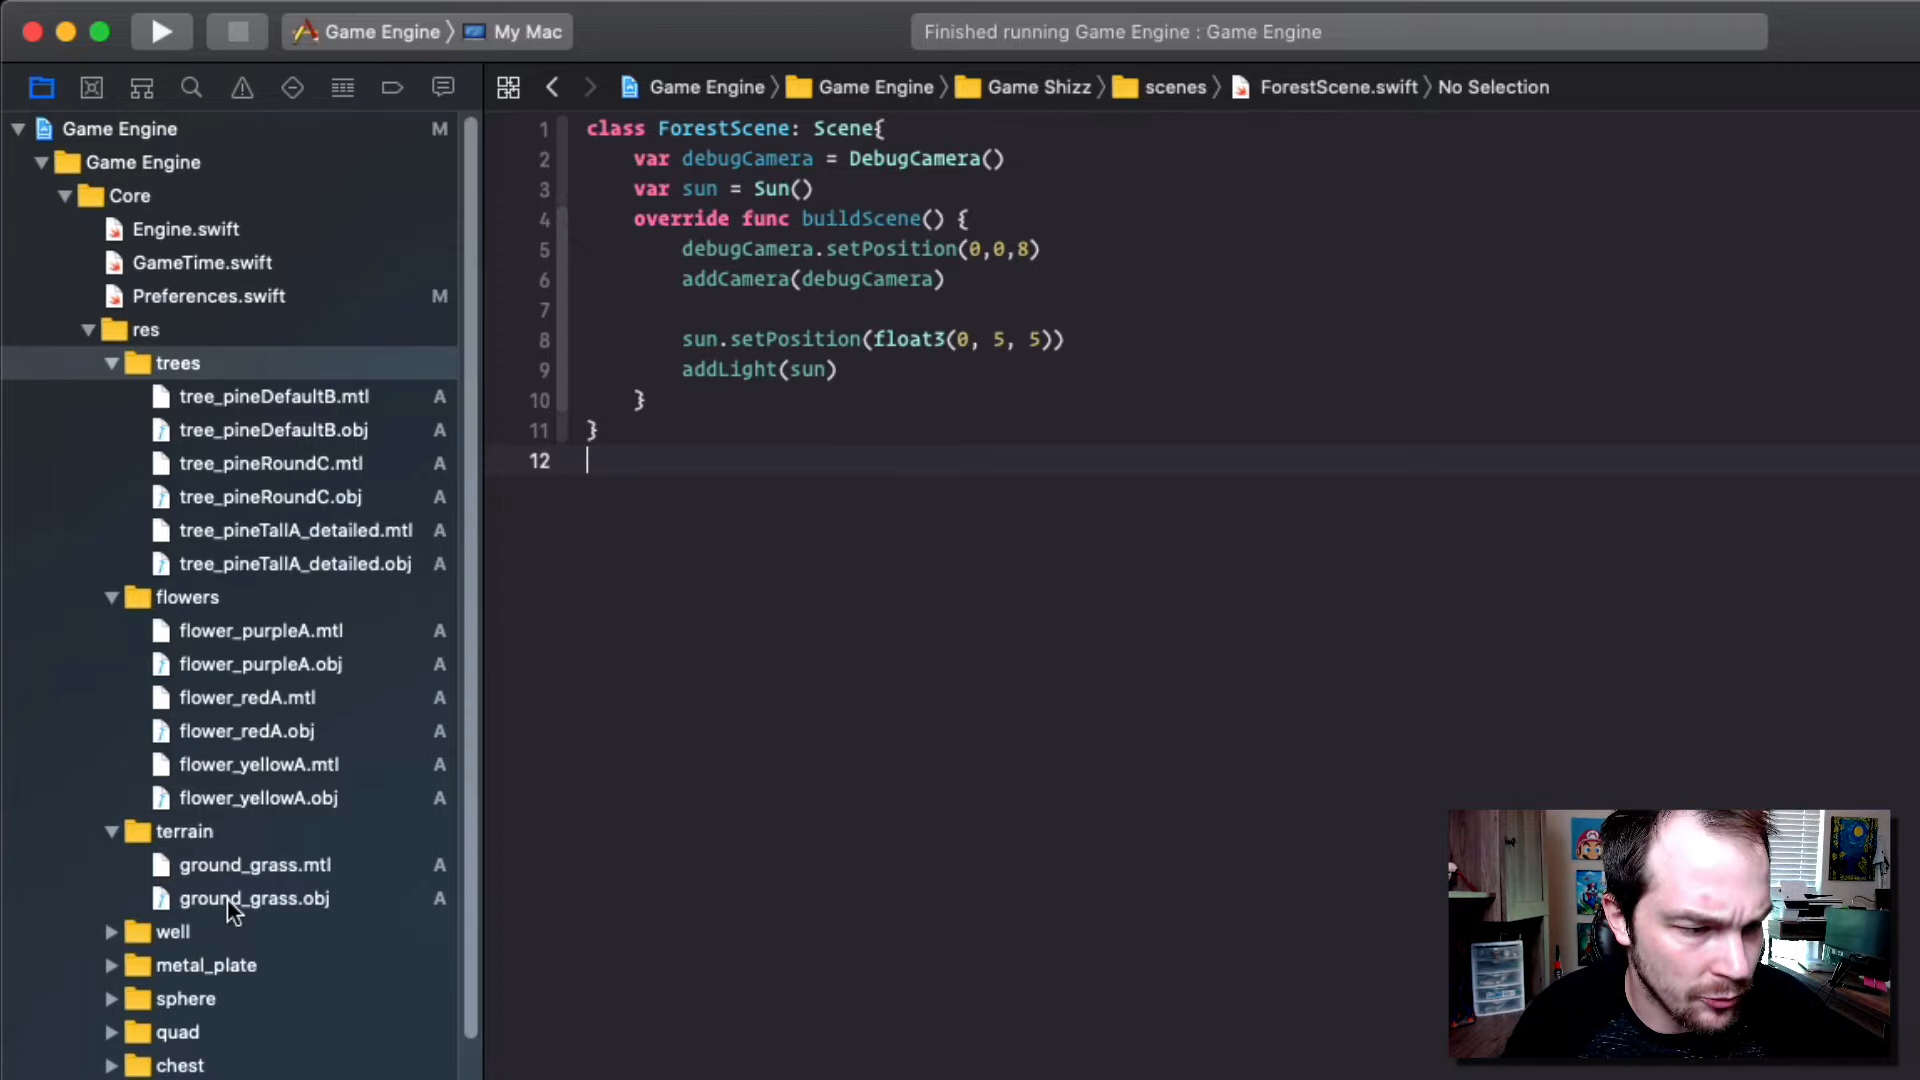 Game Engine 〉 My Mac
Finished running Game Engine : Game Engine
Game Engine 〉 Game Engine 〉 Game Shizz 〉 scenes 〉 ForestScene.swift 〉 No Selection
Game Engine M
Game Engine
Core
Engine.swift
GameTime.swift
Preferences.swift M
res
trees
tree_pineDefaultB.mtl A
tree_pineDefaultB.obj A
tree_pineRoundC.mtl A
tree_pineRoundC.obj A
tree_pineTallA_detailed.mtl A
tree_pineTallA_detailed.obj A
flowers
flower_purpleA.mtl A
flower_purpleA.obj A
flower_redA.mtl A
flower_redA.obj A
flower_yellowA.mtl A
flower_yellowA.obj A
terrain
ground_grass.mtl A
ground_grass.obj A
well
metal_plate
sphere
quad
chest
1 class ForestScene: Scene{
2 var debugCamera = DebugCamera()
3 var sun = Sun()
4 override func buildScene() {
5 debugCamera.setPosition(0,0,8)
6 addCamera(debugCamera)
7
8 sun.setPosition(float3(0, 5, 5))
9 addLight(sun)
10 }
11 }
12